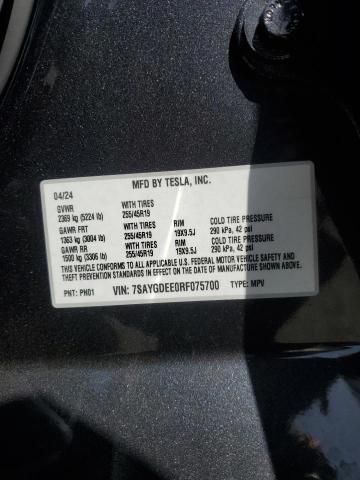 MFD BY TESLA, INC.
04/24
GVWR WITH TIRES
2369 kg (5224 lb) 255/45R19
GAWR FRT WITH TIRES RIM COLD TIRE PRESSURE
1363 kg (3004 lb) 255/45R19 19X9.5J 290 kPa, 42 psi
GAWR RR WITH TIRES RIM COLD TIRE PRESSURE
1500 kg (3306 lb) 255/45R19 19X9.5J 290 kPa, 42 psi
THIS VEHICLE CONFORMS TO ALL APPLICABLE
FEDERAL MOTOR VEHICLE SAFETY
STANDARDS IN EFFECT ON THE DATE OF
MANUFACTURE SHOWN ABOVE.
PNT: PN01 VIN: 7SAYGDEE0RF075700 TYPE: MPV